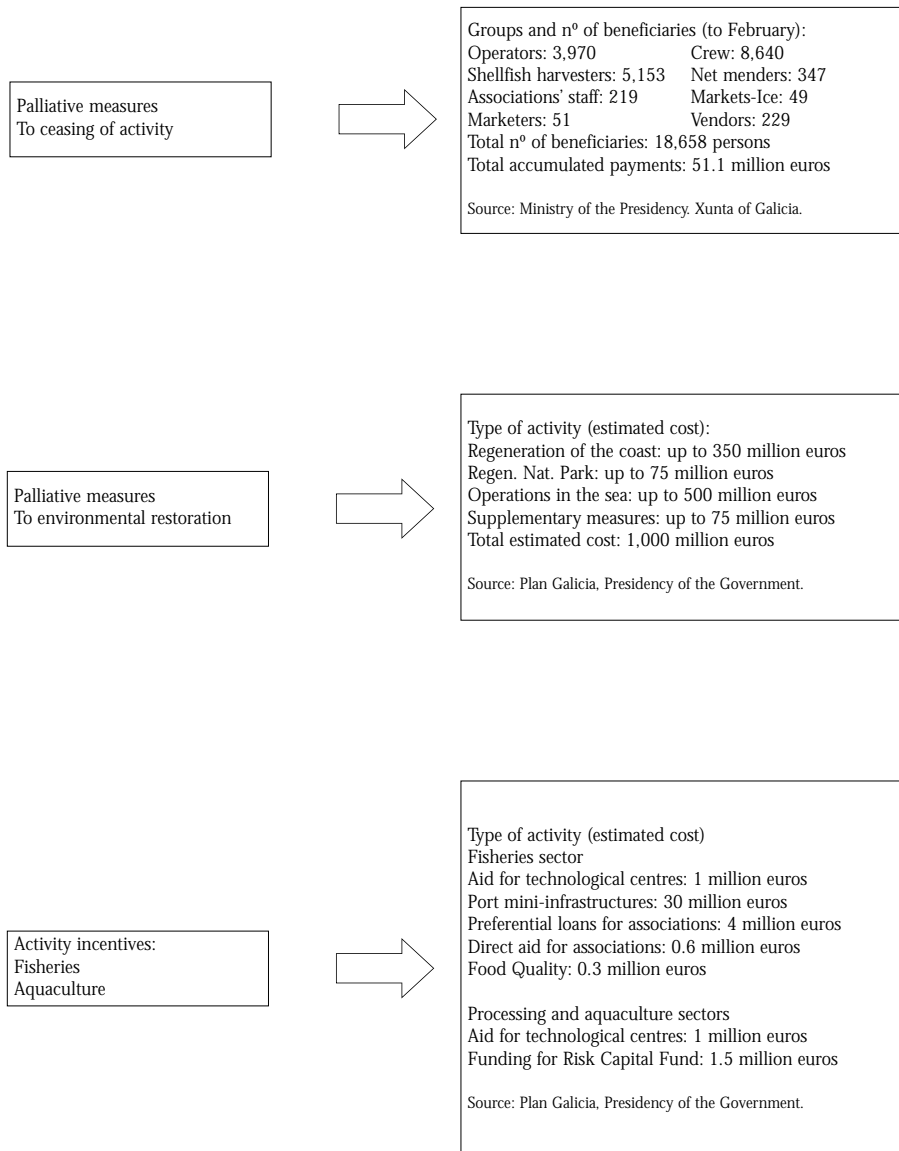 Palliative measures
To ceasing of activity
Groups and nº of beneficiaries (to February):
Operators: 3,970 Crew: 8,640
Shellfish harvesters: 5,153 Net menders: 347
Associations' staff: 219 Markets-Ice: 49
Marketers: 51 Vendors: 229
Total nº of beneficiaries: 18,658 persons
Total accumulated payments: 51.1 million euros
Source: Ministry of the Presidency. Xunta of Galicia.
Palliative measures
To environmental restoration
Type of activity (estimated cost):
Regeneration of the coast: up to 350 million euros
Regen. Nat. Park: up to 75 million euros
Operations in the sea: up to 500 million euros
Supplementary measures: up to 75 million euros
Total estimated cost: 1,000 million euros
Source: Plan Galicia, Presidency of the Government.
Activity incentives:
Fisheries
Aquaculture
Type of activity (estimated cost)
Fisheries sector
Aid for technological centres: 1 million euros
Port mini-infrastructures: 30 million euros
Preferential loans for associations: 4 million euros
Direct aid for associations: 0.6 million euros
Food Quality: 0.3 million euros
Processing and aquaculture sectors
Aid for technological centres: 1 million euros
Funding for Risk Capital Fund: 1.5 million euros
Source: Plan Galicia, Presidency of the Government.